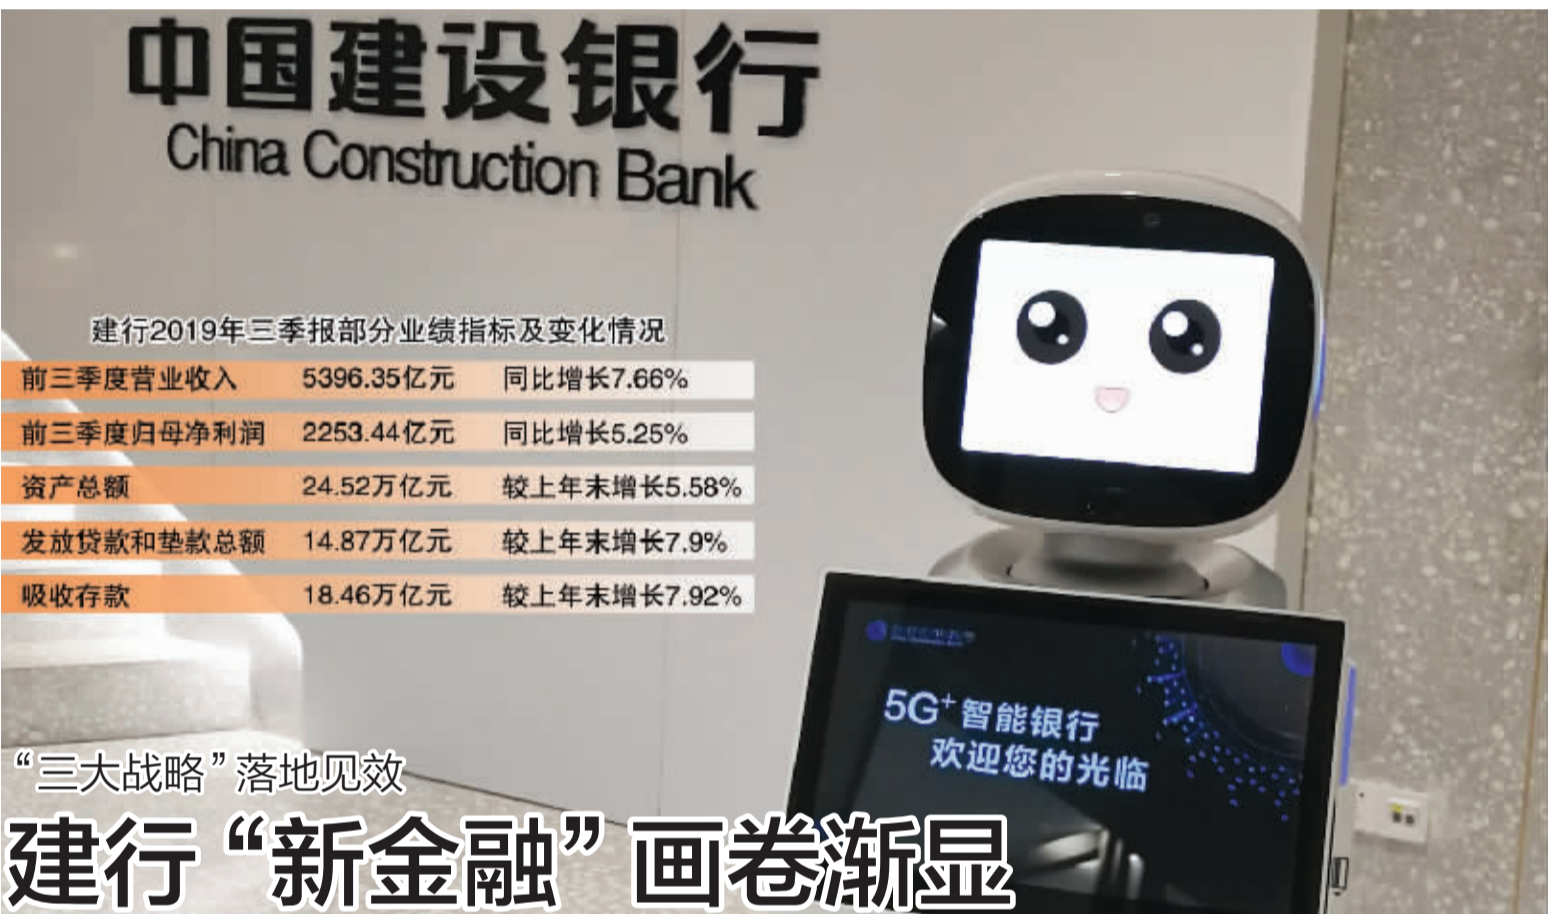 中国建设银行
China Construction Bank
建行2019年三季报部分业绩指标及变化情况
前三季度营业收入 5396.35亿元 同比增长7.66%
前三季度归母净利润 2253.44亿元 同比增长5.25%
资产总额 24.52万亿元 较上年末增长5.58%
发放贷款和垫款总额 14.87万亿元 较上年末增长7.9%
吸收存款 18.46万亿元 较上年末增长7.92%
5G+智能银行
欢迎您的光临
“三大战略”落地见效
建行“新金融”画卷渐显